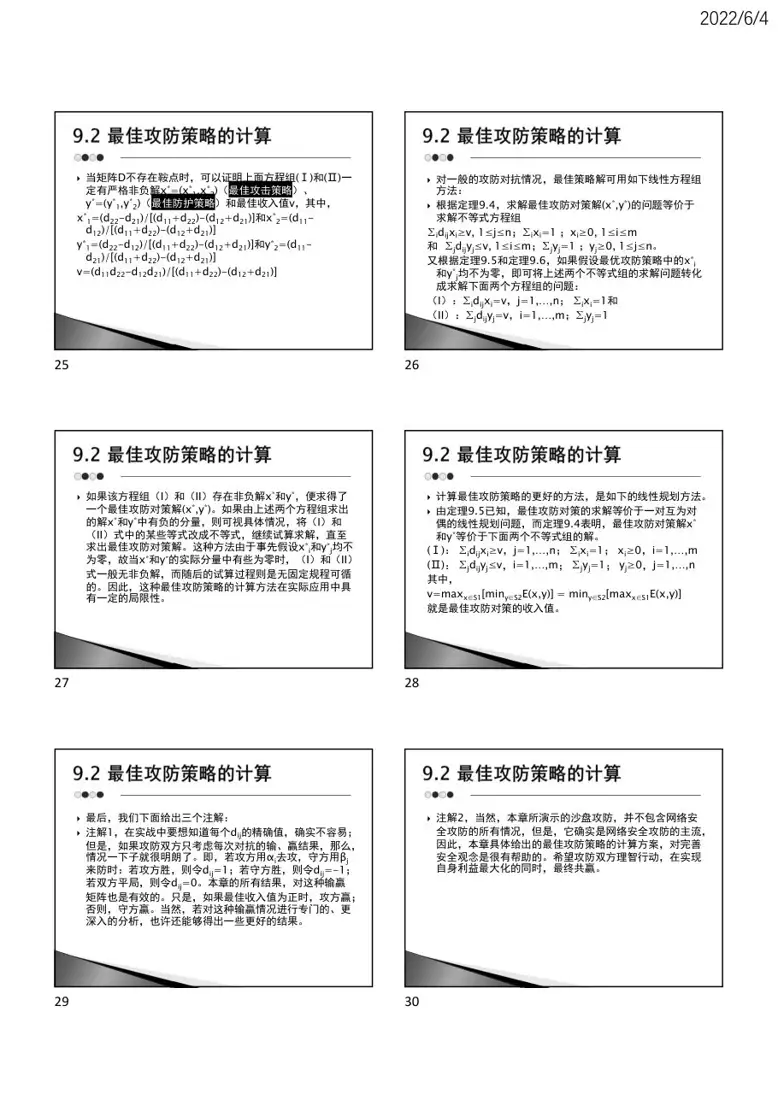 2022/6/4
9.2 最佳攻防策略的计算
当矩阵D不存在鞍点时，可以证明上面方程组(Ⅰ)和(Ⅱ)一
定有严格非负解x*=(x*₁,x*₂)（最佳攻击策略）、
y*=(y*₁,y*₂)（最佳防护策略）和最佳收入值v，其中，
x*₁=(d₂₂-d₂₁)/[(d₁₁+d₂₂)-(d₁₂+d₂₁)]和x*₂=(d₁₁-
d₁₂)/[(d₁₁+d₂₂)-(d₁₂+d₂₁)]
y*₁=(d₂₂-d₁₂)/[(d₁₁+d₂₂)-(d₁₂+d₂₁)]和y*₂=(d₁₁-
d₂₁)/[(d₁₁+d₂₂)-(d₁₂+d₂₁)]
v=(d₁₁d₂₂-d₁₂d₂₁)/[(d₁₁+d₂₂)-(d₁₂+d₂₁)]
25
9.2 最佳攻防策略的计算
对一般的攻防对抗情况，最佳策略解可用如下线性方程组
方法：
根据定理9.4，求解最佳攻防对策解(x*,y*)的问题等价于
求解不等式方程组
∑ᵢdᵢⱼxᵢ≥v, 1≤j≤n；∑ᵢxᵢ=1 ；xᵢ≥0, 1≤i≤m
和 ∑ⱼdᵢⱼyⱼ≤v, 1≤i≤m；∑ⱼyⱼ=1 ；yⱼ≥0, 1≤j≤n。
又根据定理9.5和定理9.6，如果假设最优攻防策略中的x*ᵢ
和y*ⱼ均不为零，即可将上述两个不等式组的求解问题转化
成求解下面两个方程组的问题：
（Ⅰ）：∑ᵢdᵢⱼxᵢ=v，j=1,…,n； ∑ᵢxᵢ=1和
（II）：∑ⱼdᵢⱼyⱼ=v，i=1,…,m；∑ⱼyⱼ=1
26
9.2 最佳攻防策略的计算
如果该方程组（I）和（II）存在非负解x*和y*，便求得了
一个最佳攻防对策解(x*,y*)。如果由上述两个方程组求出
的解x*和y*中有负的分量，则可视具体情况，将（I）和
（II）式中的某些等式改成不等式，继续试算求解，直至
求出最佳攻防对策解。这种方法由于事先假设x*ᵢ和y*ⱼ均不
为零，故当x*和y*的实际分量中有些为零时，（I）和（II）
式一般无非负解，而随后的试算过程则是无固定规程可循
的。因此，这种最佳攻防策略的计算方法在实际应用中具
有一定的局限性。
27
9.2 最佳攻防策略的计算
计算最佳攻防策略的更好的方法，是如下的线性规划方法。
由定理9.5已知，最佳攻防对策的求解等价于一对互为对
偶的线性规划问题，而定理9.4表明，最佳攻防对策解x*
和y*等价于下面两个不等式组的解。
(Ⅰ)： ∑ᵢdᵢⱼxᵢ≥v，j=1,…,n； ∑ᵢxᵢ=1； xᵢ≥0，i=1,…,m
(Ⅱ)： ∑ⱼdᵢⱼyⱼ≤v，i=1,…,m；∑ⱼyⱼ=1；yⱼ≥0，j=1,…,n
其中，
v=maxₓ∈S1[min_y∈S2E(x,y)] = min_y∈S2[maxₓ∈S1E(x,y)]
就是最佳攻防对策的收入值。
28
9.2 最佳攻防策略的计算
最后，我们下面给出三个注解：
注解1，在实战中要想知道每个dᵢⱼ的精确值，确实不容易；
但是，如果攻防双方只考虑每次对抗的输、赢结果，那么，
情况一下子就很明朗了。即，若攻方用αᵢ去攻，守方用βⱼ
来防时：若攻方胜，则令dᵢⱼ=1；若守方胜，则令dᵢⱼ=-1；
若双方平局，则令dᵢⱼ=0。本章的所有结果，对这种输赢
矩阵也是有效的。只是，如果最佳收入值为正时，攻方赢；
否则，守方赢。当然，若对这种输赢情况进行专门的、更
深入的分析，也许还能够得出一些更好的结果。
29
9.2 最佳攻防策略的计算
注解2，当然，本章所演示的沙盘攻防，并不包含网络安
全攻防的所有情况，但是，它确实是网络安全攻防的主流，
因此，本章具体给出的最佳攻防策略的计算方案，对完善
安全观念是很有帮助的。希望攻防双方理智行动，在实现
自身利益最大化的同时，最终共赢。
30